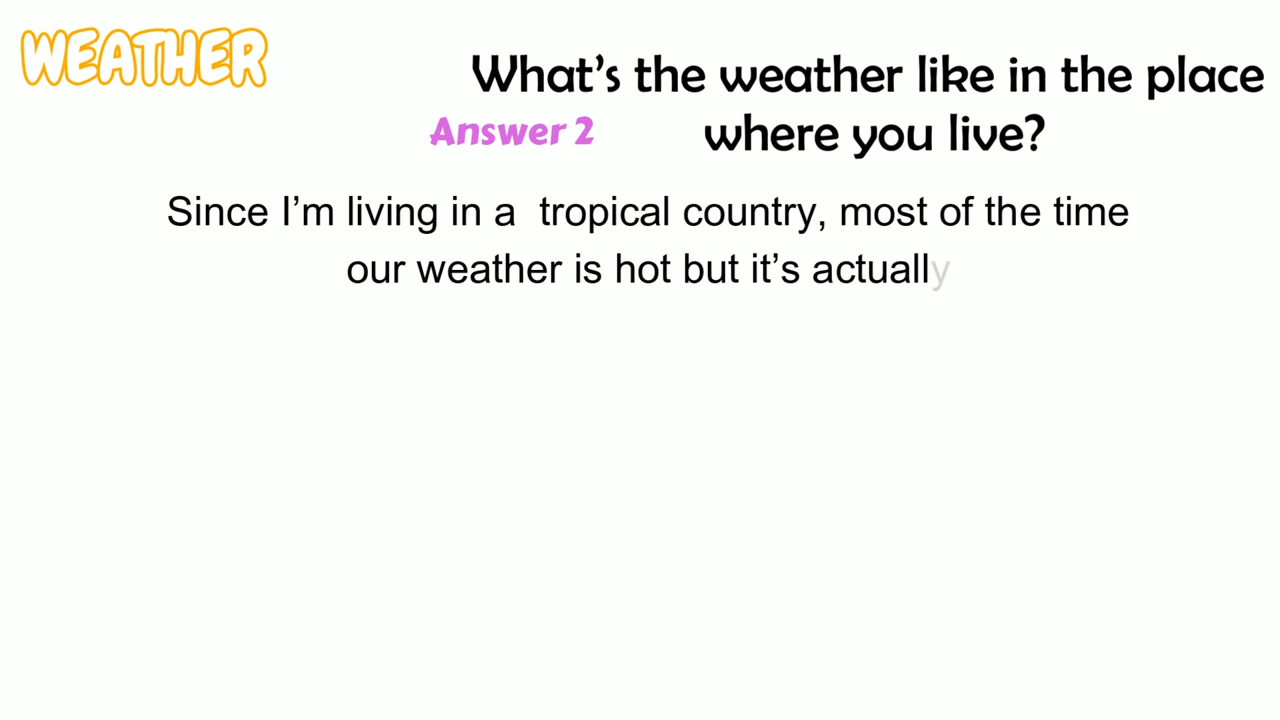 WEATHER
What's the weather like in the place
where you live?
Answer 2
Since I'm living in a  tropical country, most of the time
our weather is hot but it's actually